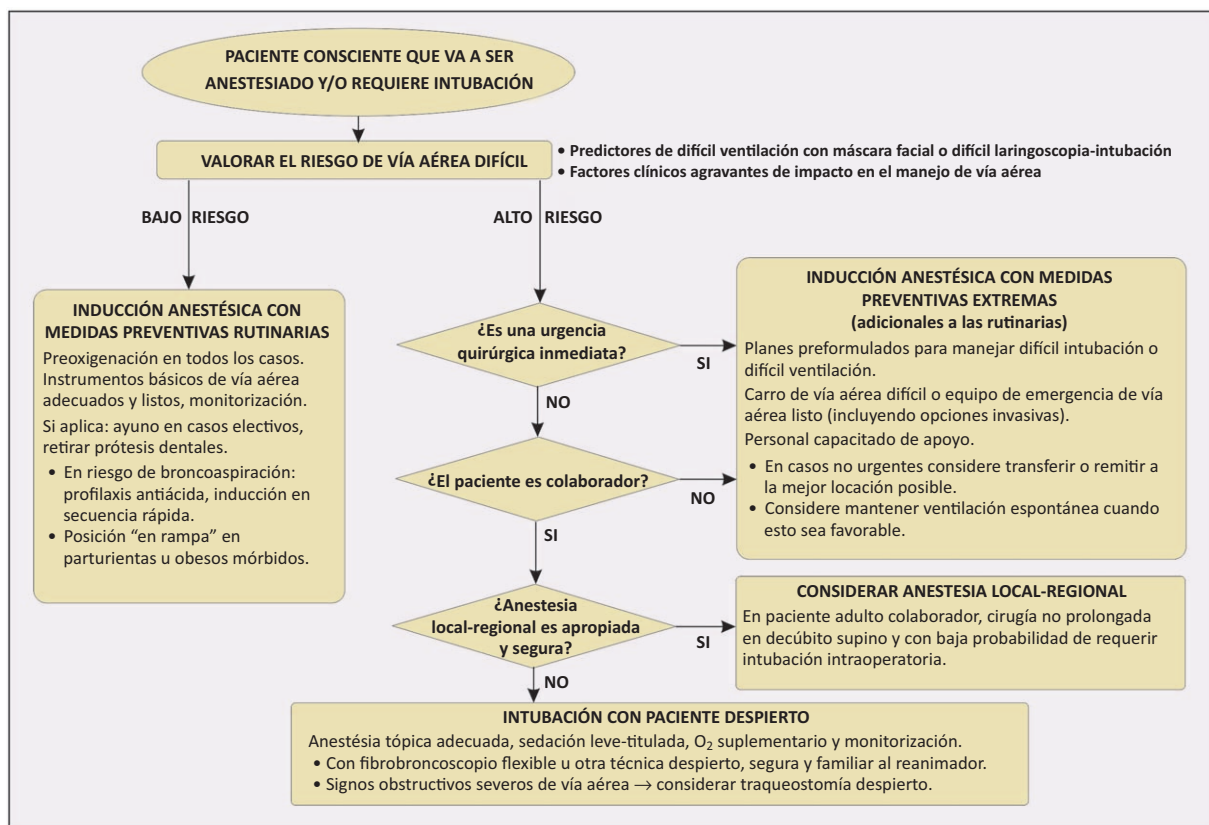 PACIENTE CONSCIENTE QUE VA A SER
ANESTESIADO Y/O REQUIERE INTUBACIÓN
VALORAR EL RIESGO DE VÍA AÉREA DIFÍCIL
• Predictores de difícil ventilación con máscara facial o difícil laringoscopia-intubación
• Factores clínicos agravantes de impacto en el manejo de vía aérea
BAJO RIESGO
ALTO RIESGO
INDUCCIÓN ANESTÉSICA CON
MEDIDAS PREVENTIVAS RUTINARIAS
Preoxigenación en todos los casos.
Instrumentos básicos de vía aérea
adecuados y listos, monitorización.
Si aplica: ayuno en casos electivos,
retirar prótesis dentales.
• En riesgo de broncoaspiración:
profilaxis antiácida, inducción en
secuencia rápida.
• Posición “en rampa” en
parturientas u obesos mórbidos.
¿Es una urgencia
quirúrgica inmediata?
SI
NO
INDUCCIÓN ANESTÉSICA CON MEDIDAS
PREVENTIVAS EXTREMAS
(adicionales a las rutinarias)
Planes preformulados para manejar difícil intubación o
difícil ventilación.
Carro de vía aérea difícil o equipo de emergencia de vía
aérea listo (incluyendo opciones invasivas).
Personal capacitado de apoyo.
• En casos no urgentes considere transferir o remitir a
la mejor locación posible.
• Considere mantener ventilación espontánea cuando
esto sea favorable.
¿El paciente es colaborador?
NO
SI
¿Anestesia
local-regional es apropiada
y segura?
SI
NO
CONSIDERAR ANESTESIA LOCAL-REGIONAL
En paciente adulto colaborador, cirugía no prolongada
en decúbito supino y con baja probabilidad de requerir
intubación intraoperatoria.
INTUBACIÓN CON PACIENTE DESPIERTO
Anestésia tópica adecuada, sedación leve-titulada, O₂ suplementario y monitorización.
• Con fibrobroncoscopio flexible u otra técnica despierto, segura y familiar al reanimador.
• Signos obstructivos severos de vía aérea → considerar traqueostomía despierto.